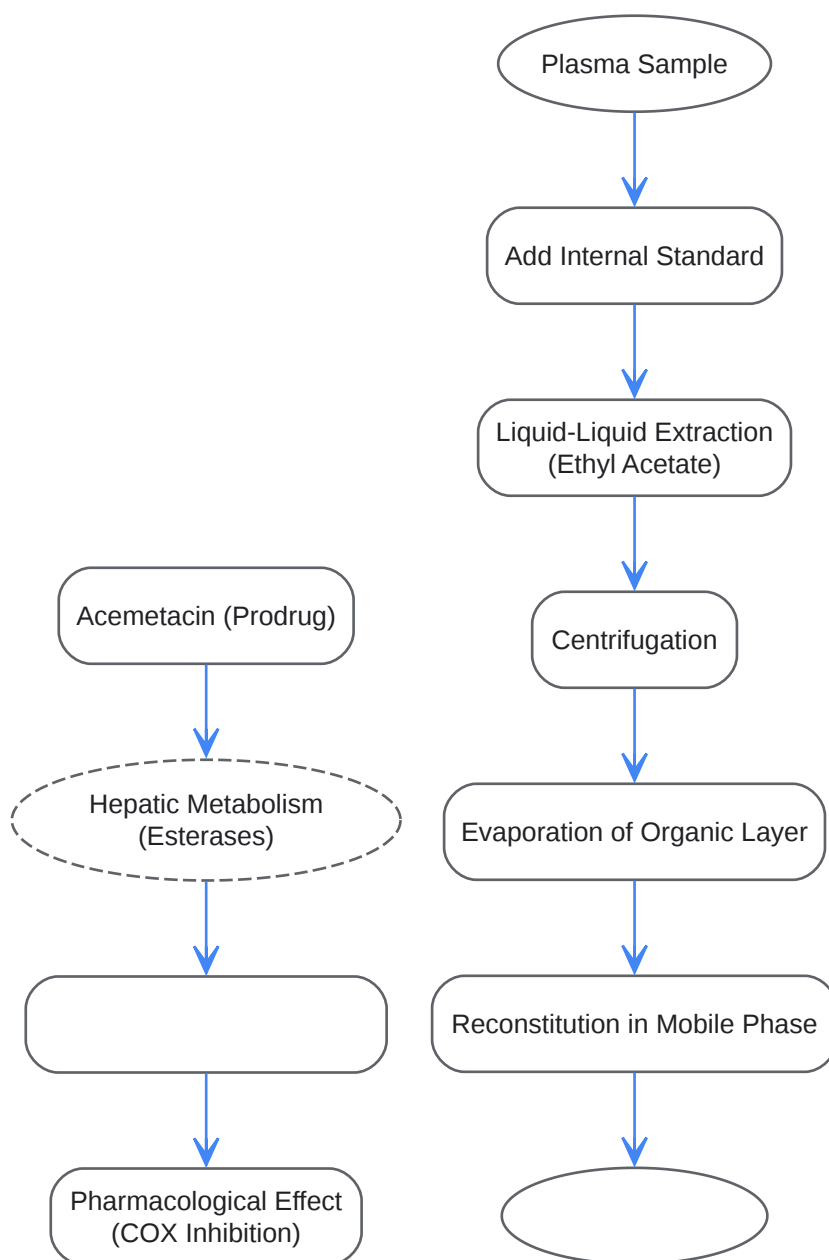 Plasma Sample
Add Internal Standard
Liquid-Liquid Extraction
(Ethyl Acetate)
Acemetacin (Prodrug)
Centrifugation
Hepatic Metabolism
(Esterases)
Evaporation of Organic Layer
Reconstitution in Mobile Phase
Pharmacological Effect
(COX Inhibition)